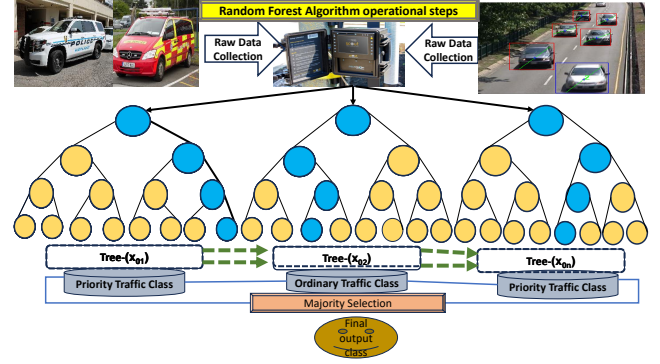 Random Forest Algorithm operational steps
Raw Data
Collection
Raw Data
Collection
POLICE
Tree-(x01)
Tree-(x02)
Tree-(x0n)
Priority Traffic Class
Ordinary Traffic Class
Priority Traffic Class
Majority Selection
Final
output
class